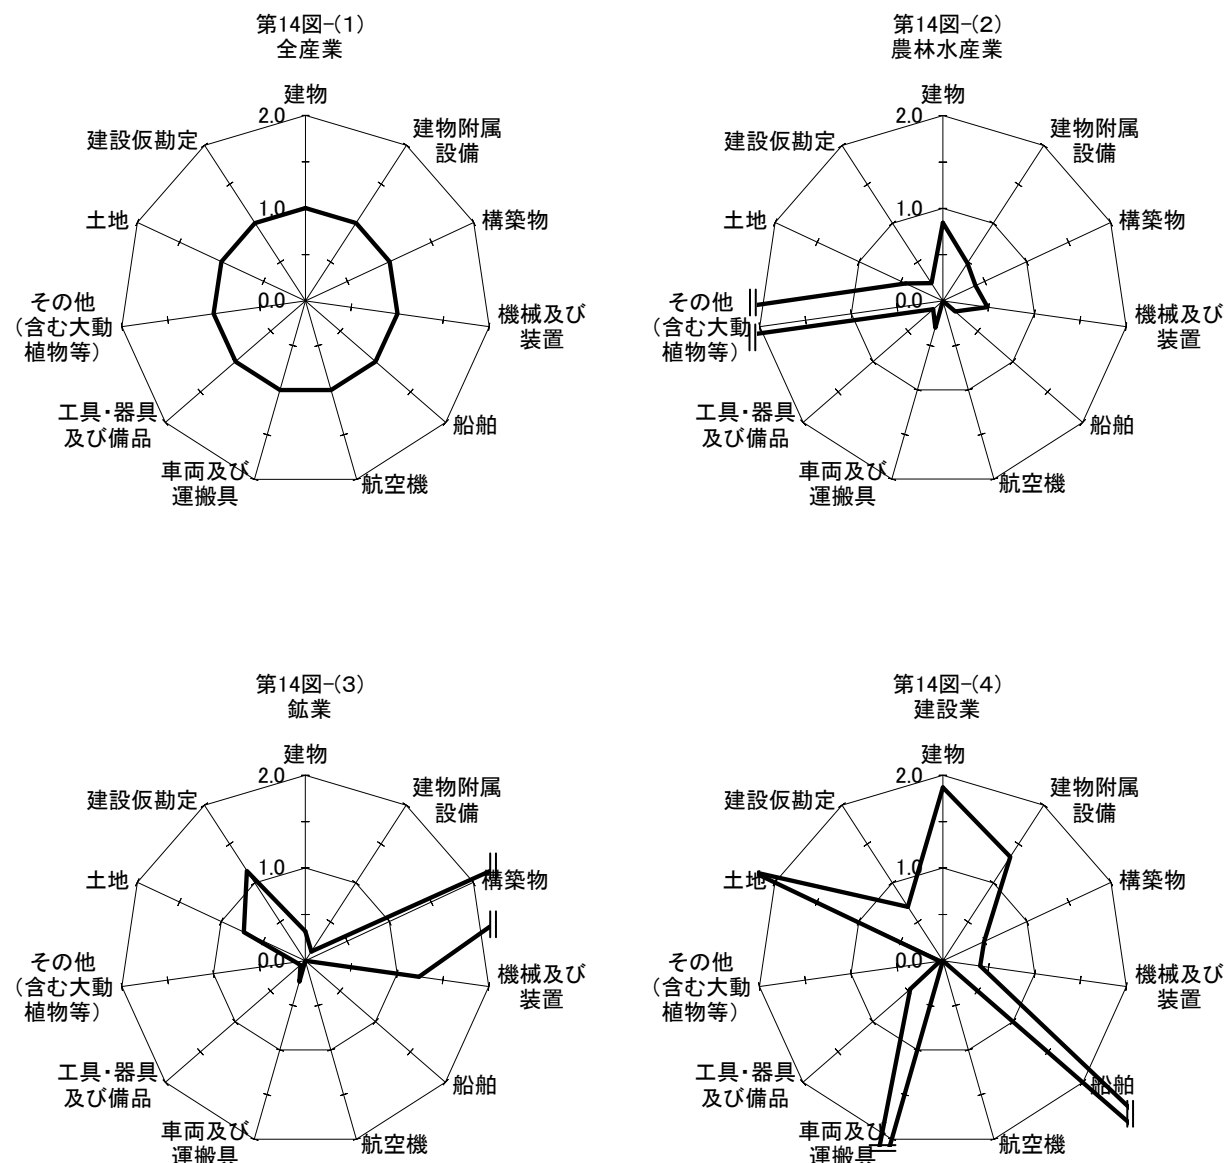 第14図-(1)
全産業
建物
2.0
建物附属
設備
建設仮勘定
構築物
土地
1.0
0.0
その他
(含む大動
植物等)
機械及び
装置
工具・器具
及び備品
船舶
車両及び
運搬具
航空機
第14図-(2)
農林水産業
建物
2.0
建物附属
設備
建設仮勘定
構築物
土地
1.0
0.0
その他
(含む大動
植物等)
機械及び
装置
工具・器具
及び備品
船舶
車両及び
運搬具
航空機
第14図-(3)
鉱業
建物
2.0
建物附属
設備
建設仮勘定
構築物
土地
1.0
0.0
その他
(含む大動
植物等)
機械及び
装置
工具・器具
及び備品
船舶
車両及び
運搬具
航空機
第14図-(4)
建設業
建物
2.0
建物附属
設備
建設仮勘定
構築物
土地
1.0
0.0
その他
(含む大動
植物等)
機械及び
装置
工具・器具
及び備品
船舶
車両及び
運搬具
航空機